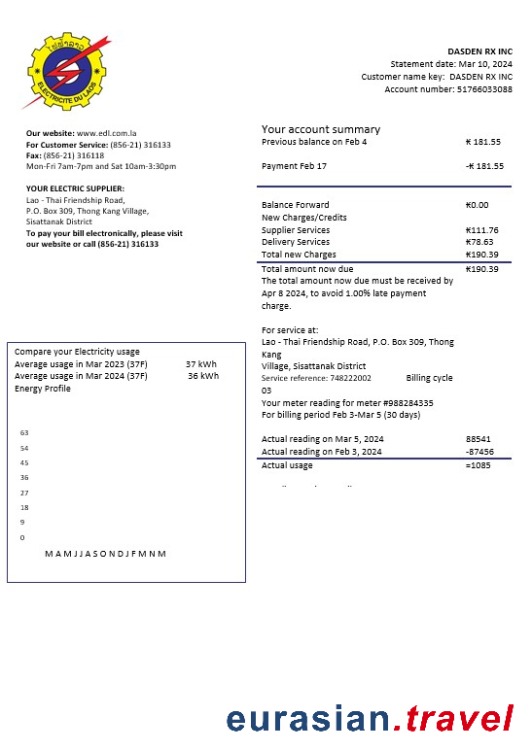 ໄຟຟ້າລາວ
ELECTRICITE DU LAOS
DASDEN RX INC
Statement date: Mar 10, 2024
Customer name key: DASDEN RX INC
Account number: 51766033088
Our website: www.edl.com.la
For Customer Service: (856-21) 316133
Fax: (856-21) 316118
Mon-Fri 7am-7pm and Sat 10am-3:30pm
YOUR ELECTRIC SUPPLIER:
Lao - Thai Friendship Road,
P.O. Box 309, Thong Kang Village,
Sisattanak District
To pay your bill electronically, please visit
our website or call (856-21) 316133
Your account summary
Previous balance on Feb 4 ₭ 181.55
Payment Feb 17 -₭ 181.55
Balance Forward ₭0.00
New Charges/Credits
Supplier Services ₭111.76
Delivery Services ₭78.63
Total new Charges ₭190.39
Total amount now due ₭190.39
The total amount now due must be received by
Apr 8 2024, to avoid 1.00% late payment
charge.
For service at:
Lao - Thai Friendship Road, P.O. Box 309, Thong
Kang
Village, Sisattanak District
Service reference: 748222002 Billing cycle
03
Your meter reading for meter #988284335
For billing period Feb 3-Mar 5 (30 days)
Actual reading on Mar 5, 2024 88541
Actual reading on Feb 3, 2024 -87456
Actual usage =1085
Compare your Electricity usage
Average usage in Mar 2023 (37F) 37 kWh
Average usage in Mar 2024 (37F) 36 kWh
Energy Profile
63
54
45
36
27
18
9
0
M A M J J A S O N D J F M N M
eurasian.travel